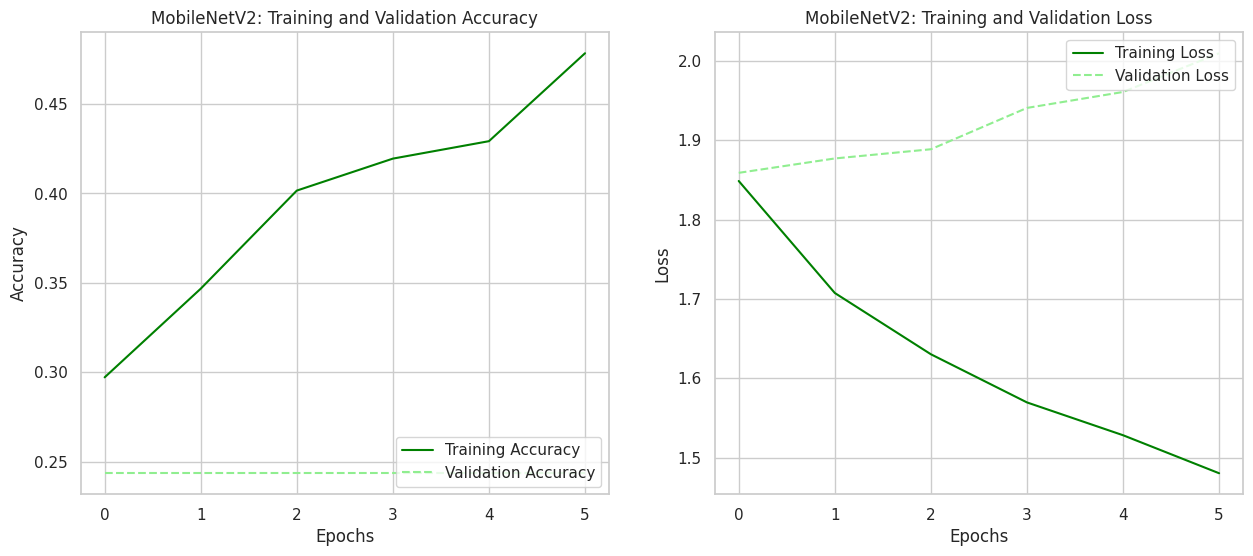 MobileNetV2: Training and Validation Accuracy
Accuracy
0.45
0.40
0.35
0.30
0.25
Training Accuracy
Validation Accuracy
0 1 2 3 4 5
Epochs
MobileNetV2: Training and Validation Loss
Loss
2.0
1.9
1.8
1.7
1.6
1.5
Training Loss
Validation Loss
0 1 2 3 4 5
Epochs